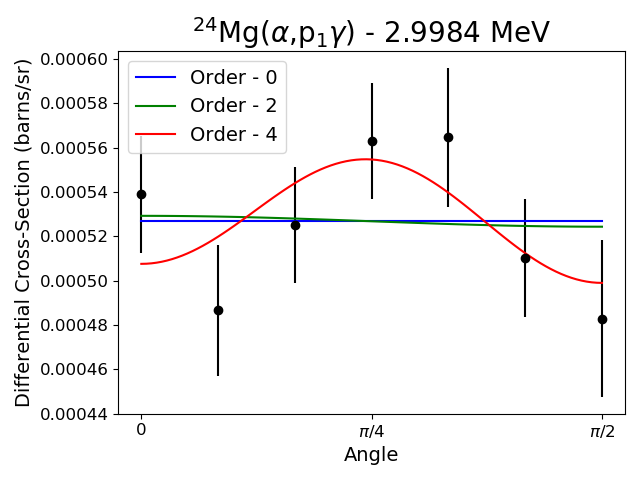 ²⁴Mg(α,p₁γ) - 2.9984 MeV
Differential Cross-Section (barns/sr)
0.00060
0.00058
0.00056
0.00054
0.00052
0.00050
0.00048
0.00046
0.00044
Order - 0
Order - 2
Order - 4
0
π/4
π/2
Angle